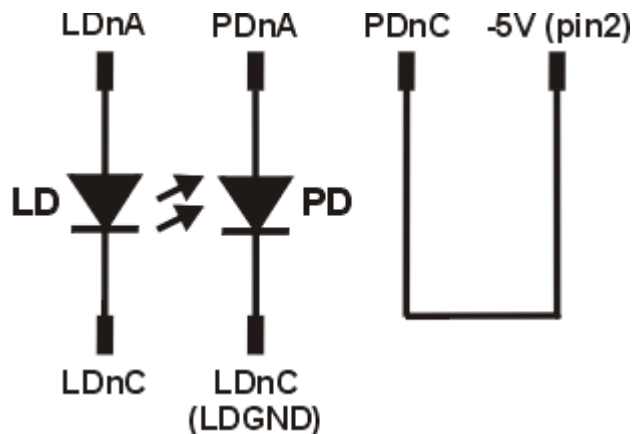 LDnA PDnA PDnC -5V (pin2)
LD PD
LDnC LDnC
(LDGND)